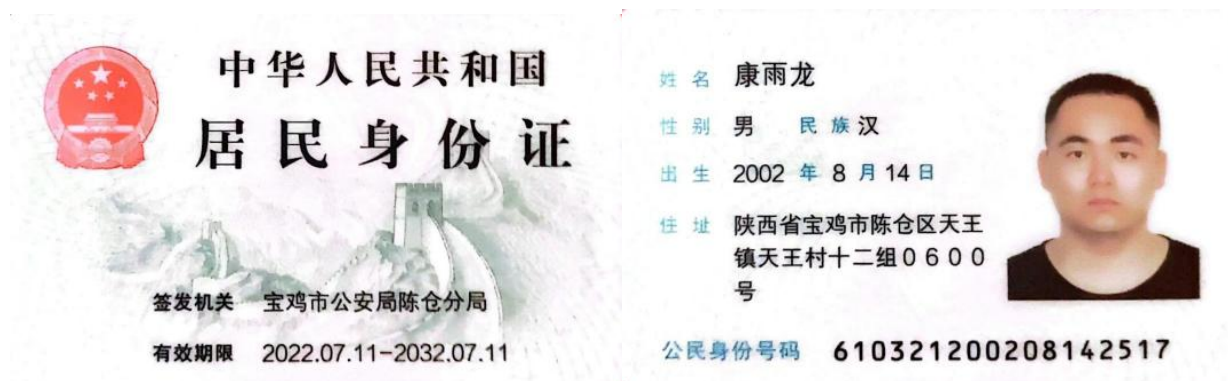 中华人民共和国
居民身份证
签发机关 宝鸡市公安局陈仓分局
有效期限 2022.07.11-2032.07.11
姓名 康雨龙
性别 男 民族 汉
出生 2002 年 8 月 14 日
住址 陕西省宝鸡市陈仓区天王
镇天王村十二组0600
号
公民身份号码 610321200208142517